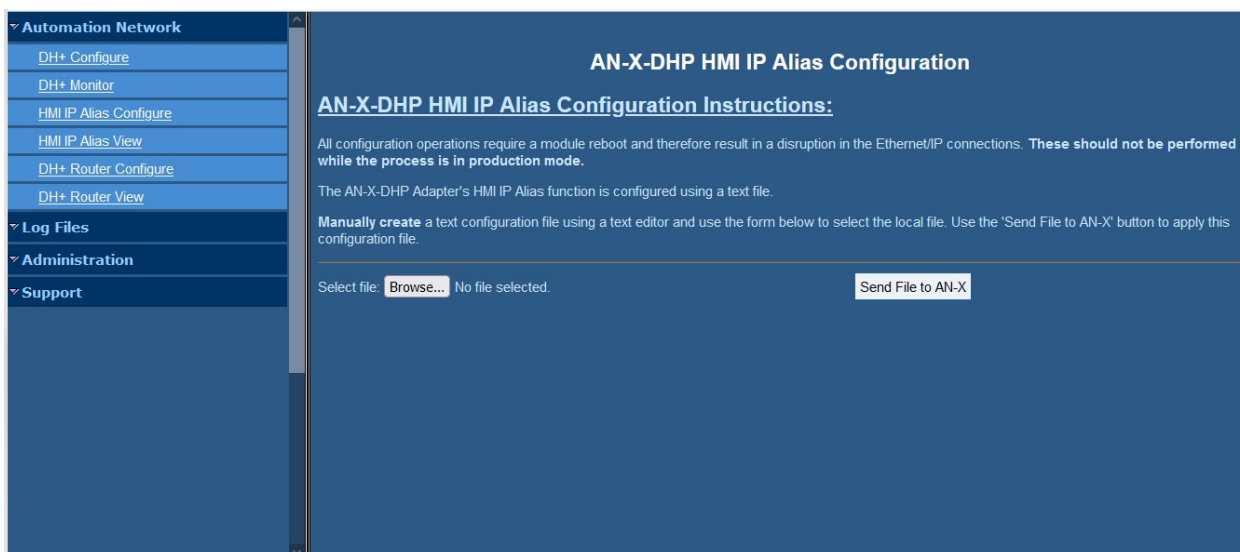 Automation Network
DH+ Configure
DH+ Monitor
HMI IP Alias Configure
HMI IP Alias View
DH+ Router Configure
DH+ Router View
Log Files
Administration
Support
AN-X-DHP HMI IP Alias Configuration
AN-X-DHP HMI IP Alias Configuration Instructions:
All configuration operations require a module reboot and therefore result in a disruption in the Ethernet/IP connections. These should not be performed
while the process is in production mode.
The AN-X-DHP Adapter's HMI IP Alias function is configured using a text file.
Manually create a text configuration file using a text editor and use the form below to select the local file. Use the 'Send File to AN-X' button to apply this
configuration file.
Select file: Browse... No file selected. Send File to AN-X